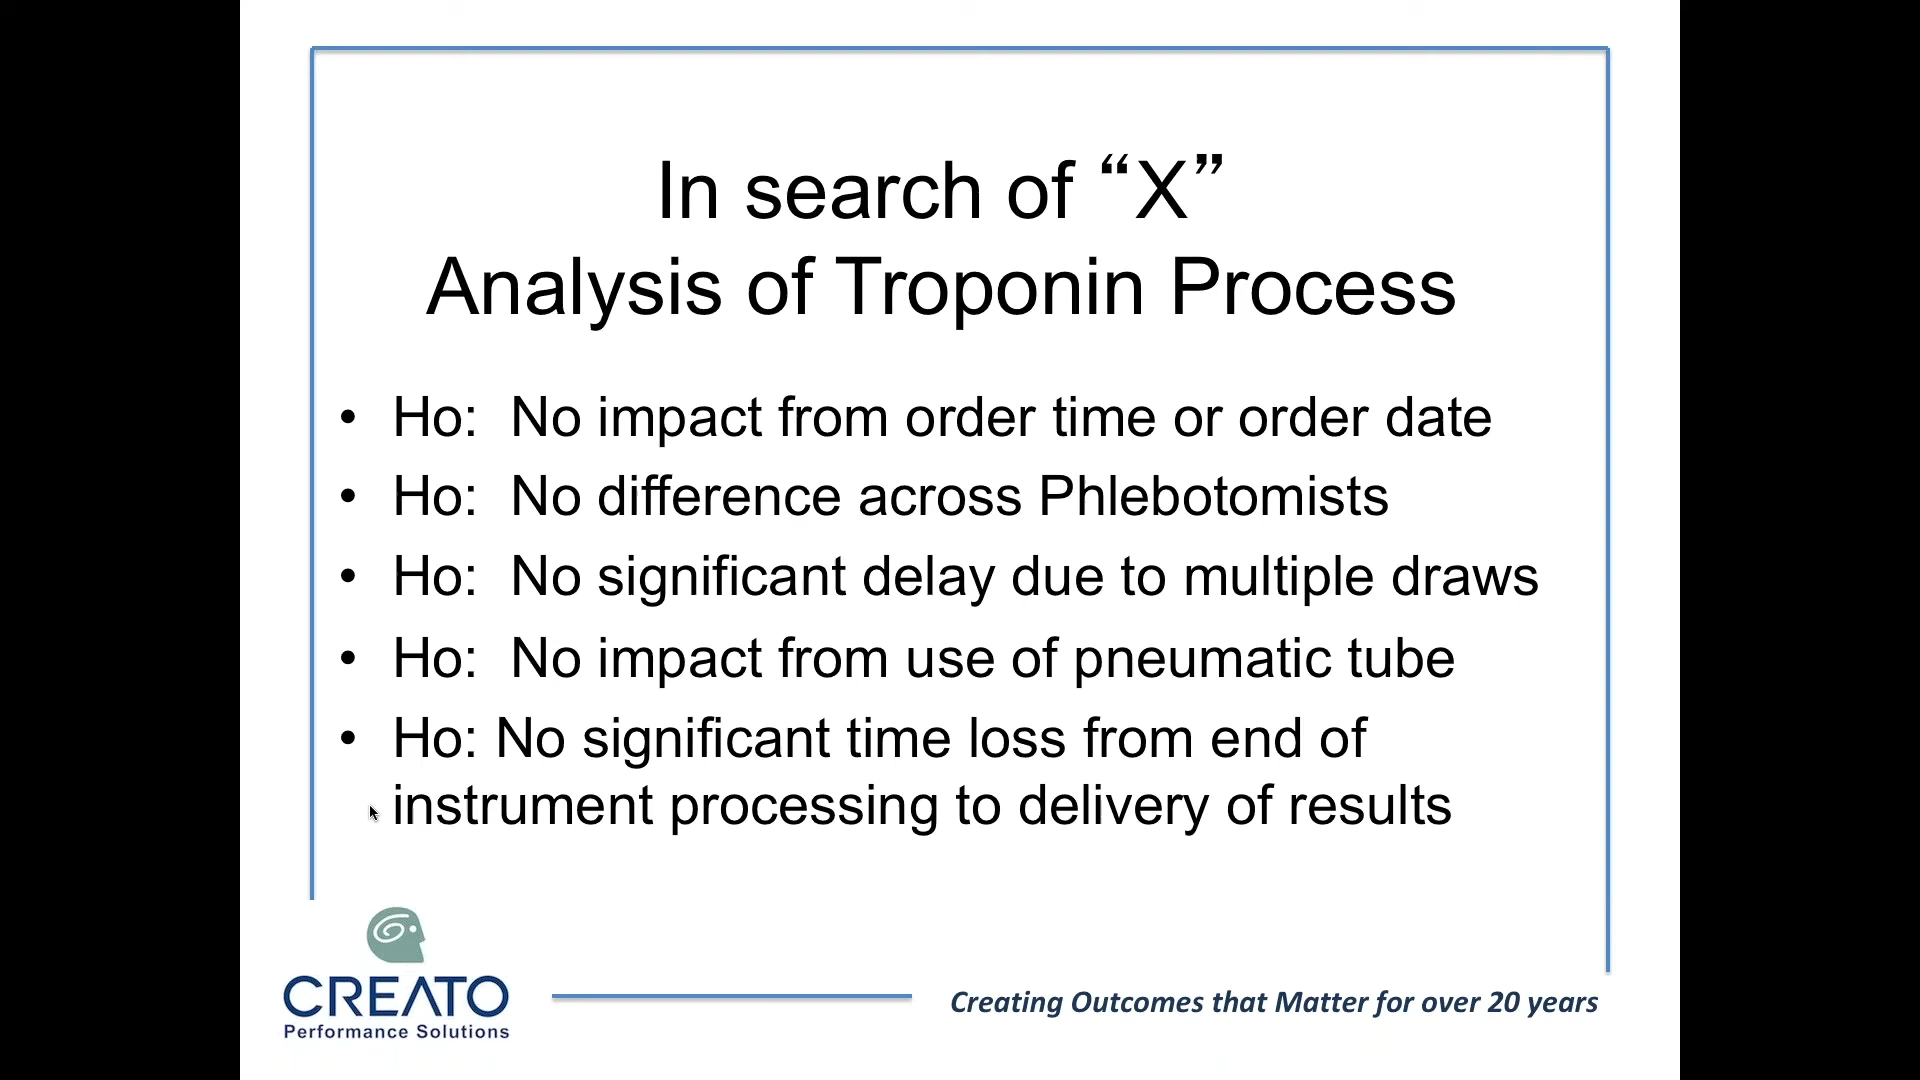 In search of “X”
Analysis of Troponin Process
• Ho:  No impact from order time or order date
• Ho:  No difference across Phlebotomists
• Ho:  No significant delay due to multiple draws
• Ho:  No impact from use of pneumatic tube
• Ho: No significant time loss from end of
instrument processing to delivery of results
CREATO
Performance Solutions
Creating Outcomes that Matter for over 20 years